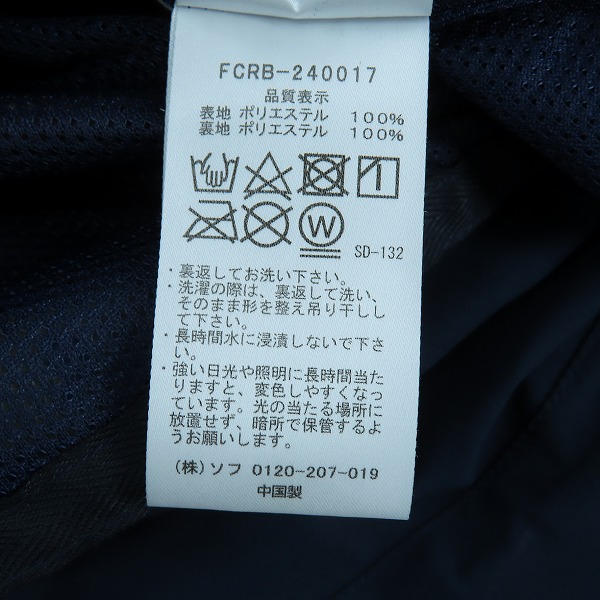 FCRB-240017
品質表示
表地 ポリエステル 100%
裏地 ポリエステル 100%
W
SD-132
・裏返してお洗い下さい。
・洗濯の際は、裏返して洗い、
そのまま形を整え吊り干しし
て下さい。
・長時間水に浸漬しないで下さ
い。
・強い日光や照明に長時間当た
りますと、変色しやすくなっ
ています。光の当たる場所に
放置せず、暗所で保管するよ
うお願いします。
(株)ソフ 0120-207-019
中国製